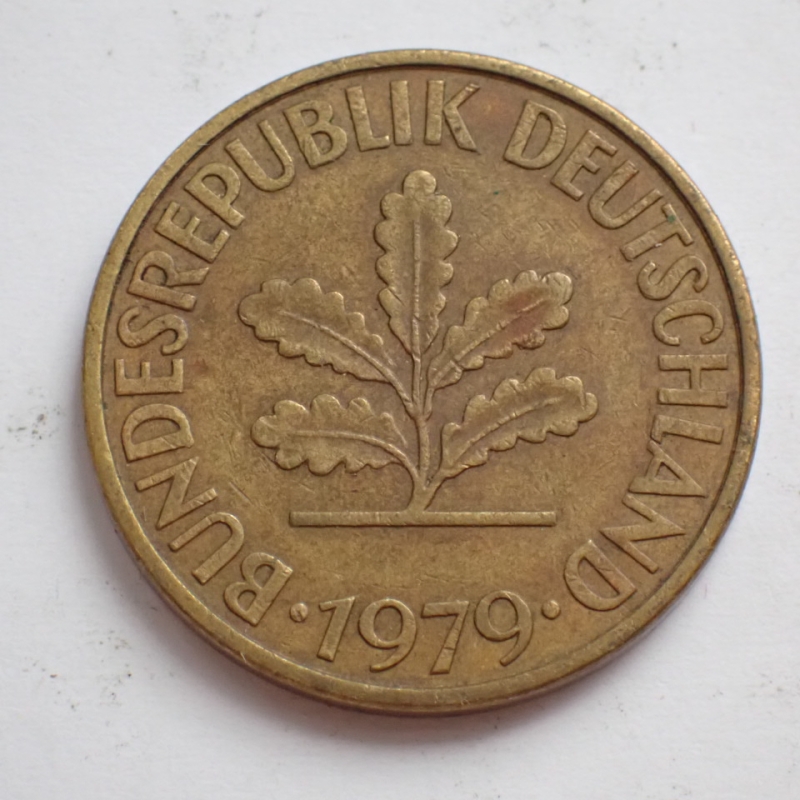 BUNDESREPUBLIK DEUTSCHLAND
· 1979 ·